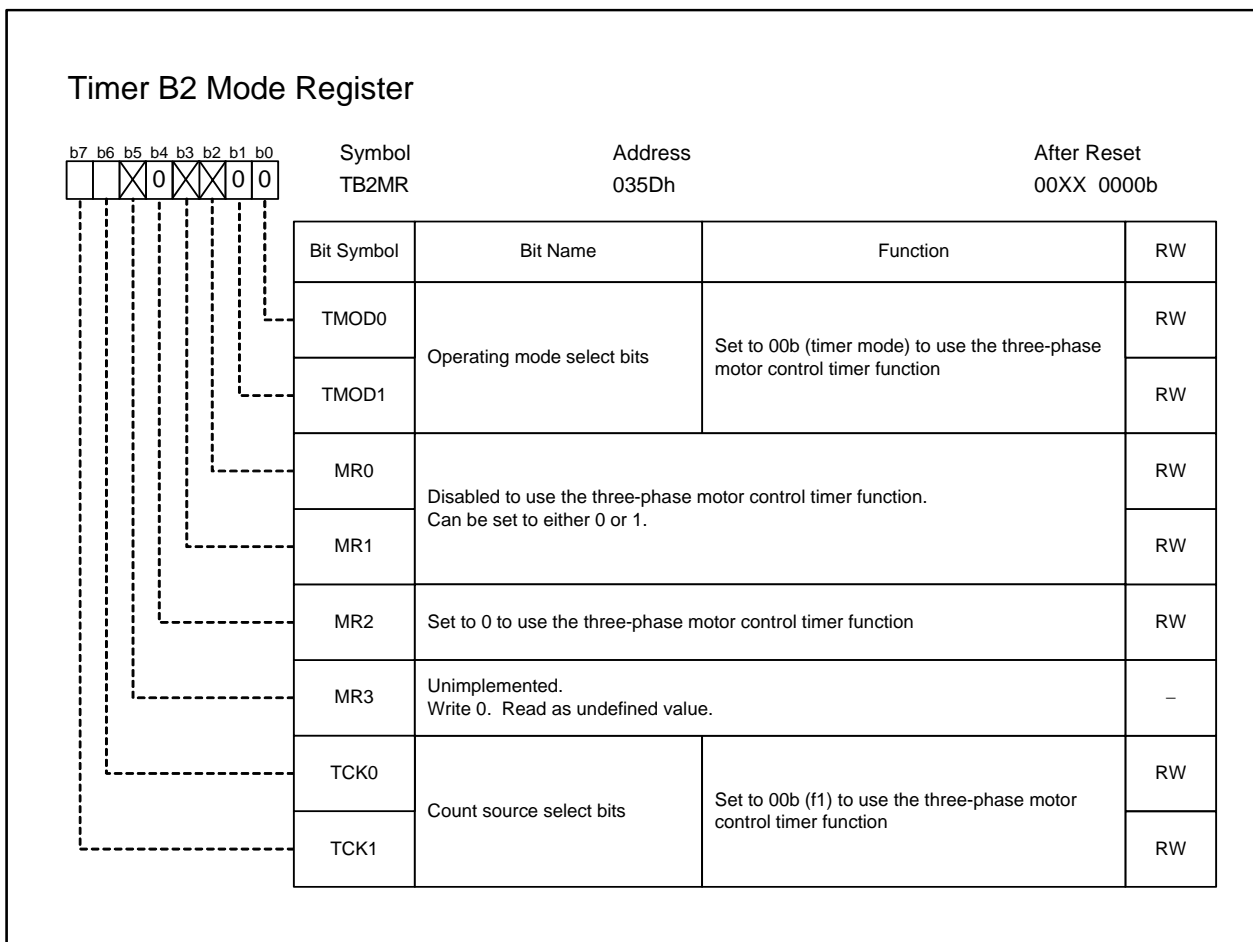 Timer B2 Mode Register
b7 b6 b5 b4 b3 b2 b1 b0
0 0 0
Symbol Address After Reset
TB2MR 035Dh 00XX 0000b
Bit Symbol Bit Name Function RW
TMOD0 RW
Operating mode select bits
Set to 00b (timer mode) to use the three-phase
motor control timer function
TMOD1 RW
MR0 RW
Disabled to use the three-phase motor control timer function.
Can be set to either 0 or 1.
MR1 RW
MR2 Set to 0 to use the three-phase motor control timer function RW
MR3
Unimplemented.
Write 0. Read as undefined value.
–
TCK0 RW
Count source select bits
Set to 00b (f1) to use the three-phase motor
control timer function
TCK1 RW